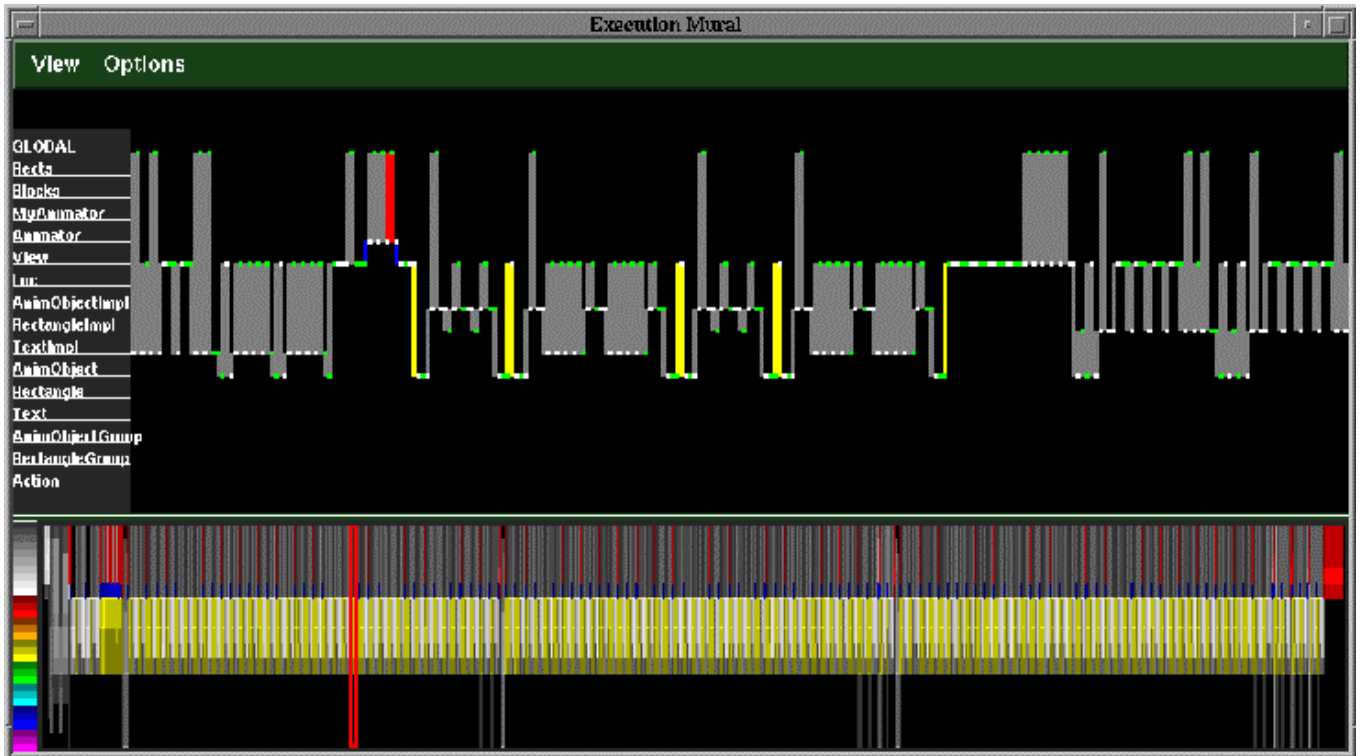 Execution Mural
View Options
GLOBAL
Rects
Blocks
MyAnimator
Animator
View
AnimObjectImpl
RectangleImpl
TextImpl
AnimObject
Rectangle
Text
AnimObjectGroup
RectangleGroup
Action